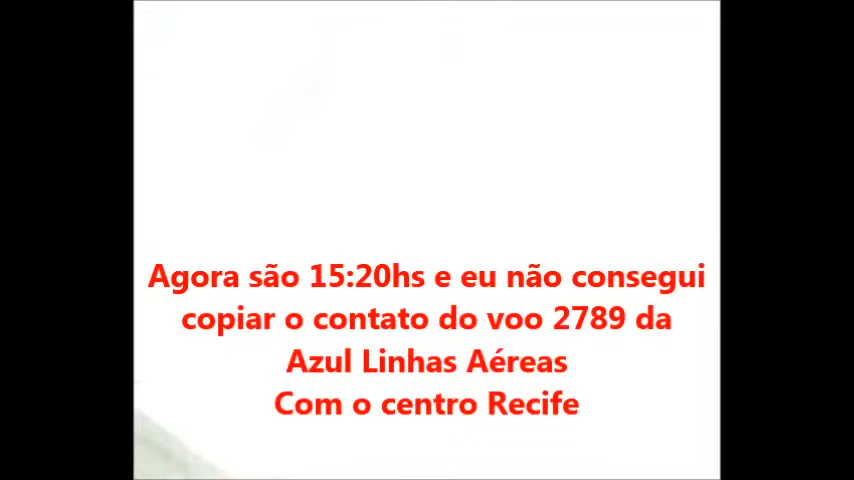 Agora são 15:20hs e eu não consegui
copiar o contato do voo 2789 da
Azul Linhas Aéreas
Com o centro Recife